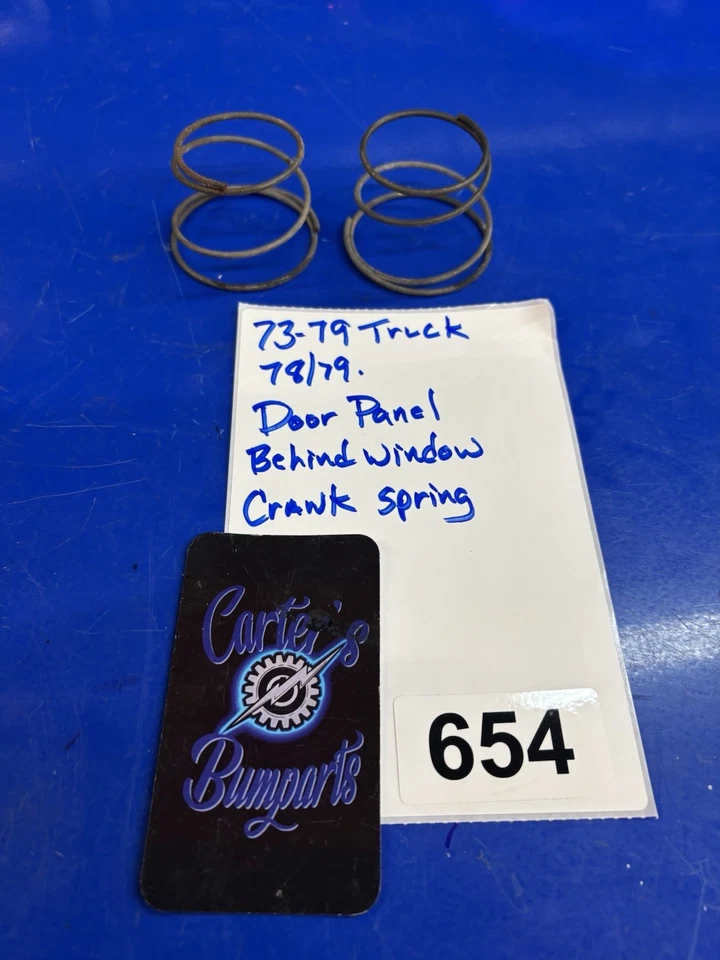 73-79 Truck
78/79.
Door Panel
Behind window
Crank spring
Carter's
Bumparts
654